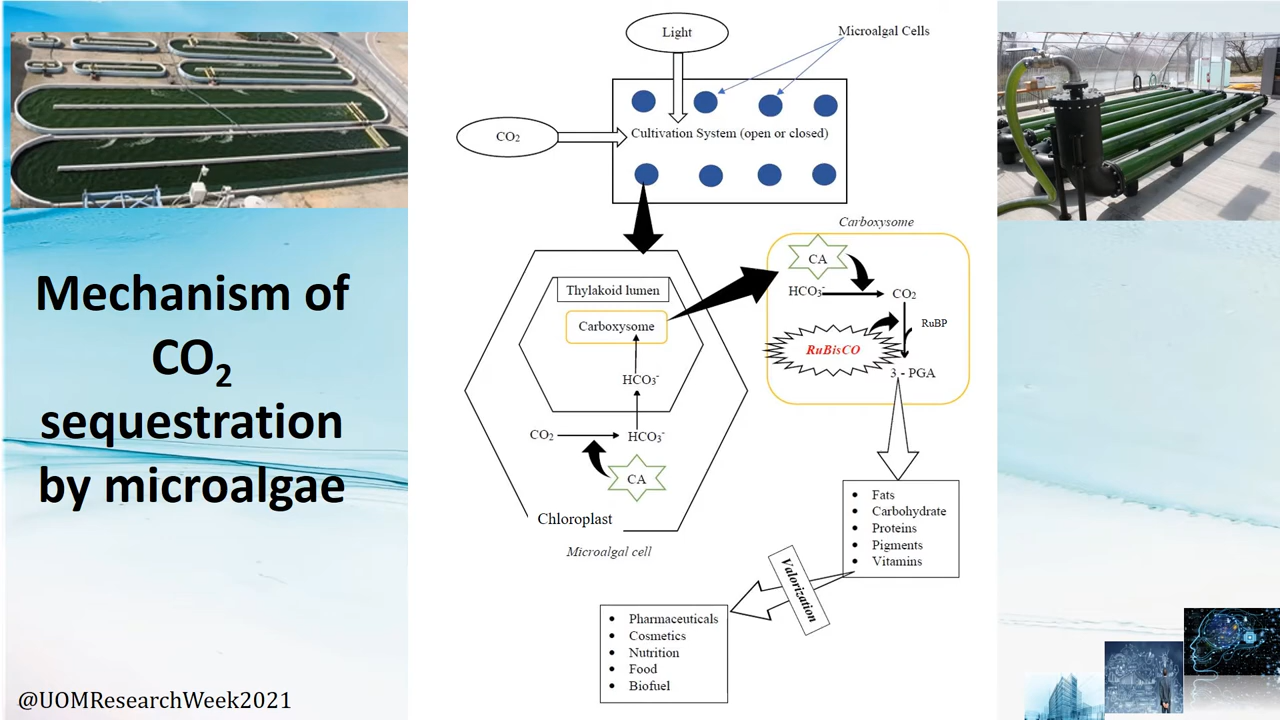 Mechanism of
CO₂
sequestration
by microalgae
@UOMResearchWeek2021
Light
Microalgal Cells
CO₂
Cultivation System (open or closed)
Thylakoid lumen
Carboxysome
HCO₃⁻
CO₂
HCO₃⁻
CA
Chloroplast
Microalgal cell
Carboxysome
CA
HCO₃⁻
CO₂
RuBP
RuBisCO
3 - PGA
• Fats
• Carbohydrate
• Proteins
• Pigments
• Vitamins
Valorization
• Pharmaceuticals
• Cosmetics
• Nutrition
• Food
• Biofuel